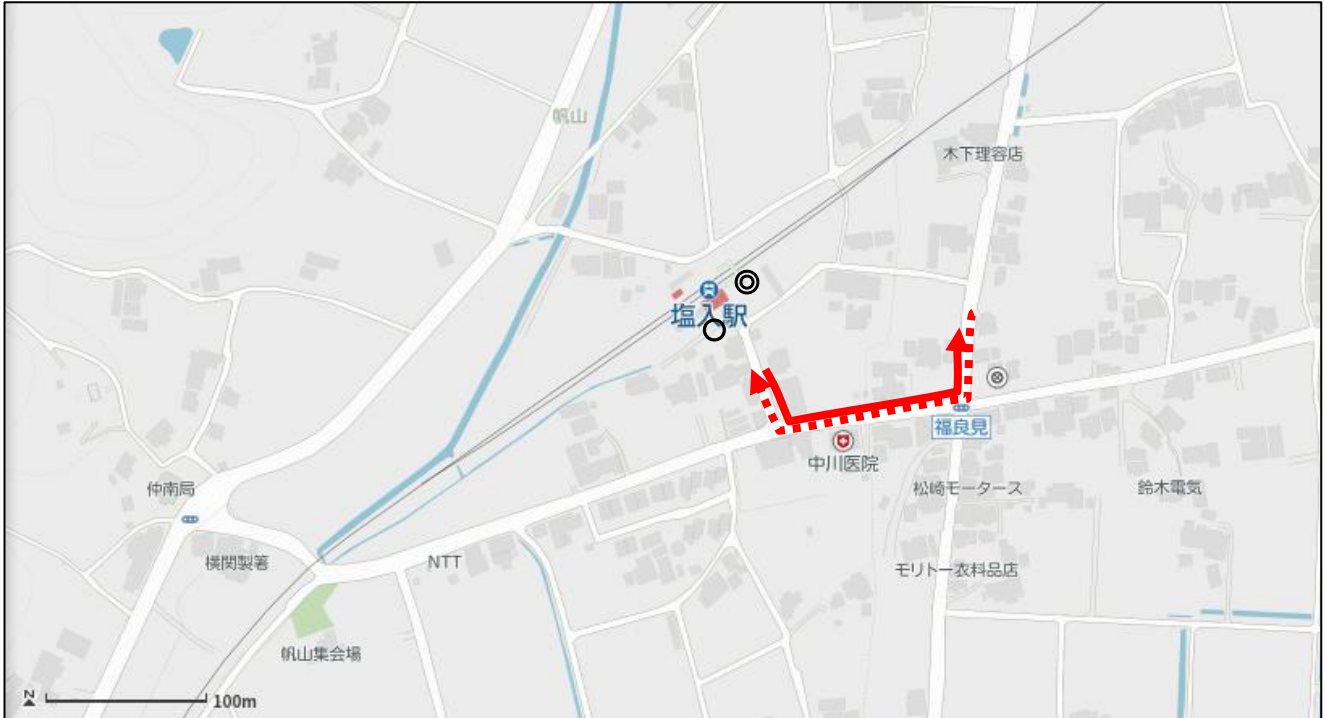 帆山
木下理容店
塩入駅
福良見
中川医院
仲南局
松崎モータース
鈴木電気
横関製箸
NTT
モリトー衣料品店
帆山集会場
N
100m